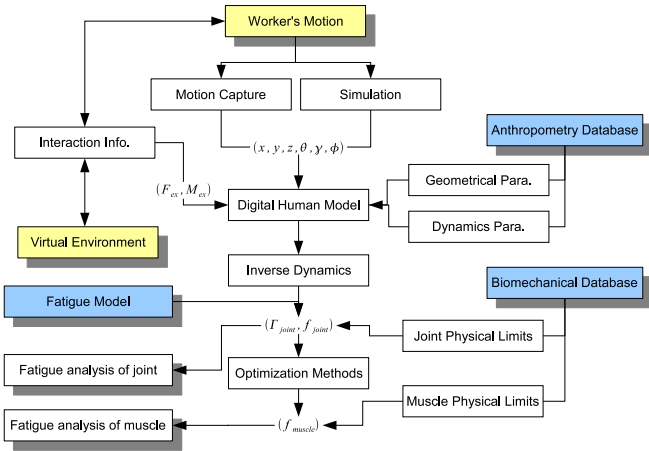 Worker's Motion
Motion Capture
Simulation
Interaction Info.
(x, y, z, θ, γ, ϕ)
Anthropometry Database
Geometrical Para.
(F_ex, M_ex)
Digital Human Model
Dynamics Para.
Virtual Environment
Inverse Dynamics
Fatigue Model
Biomechanical Database
(Γ_joint, f_joint)
Joint Physical Limits
Fatigue analysis of joint
Optimization Methods
Muscle Physical Limits
Fatigue analysis of muscle
(f_muscle)